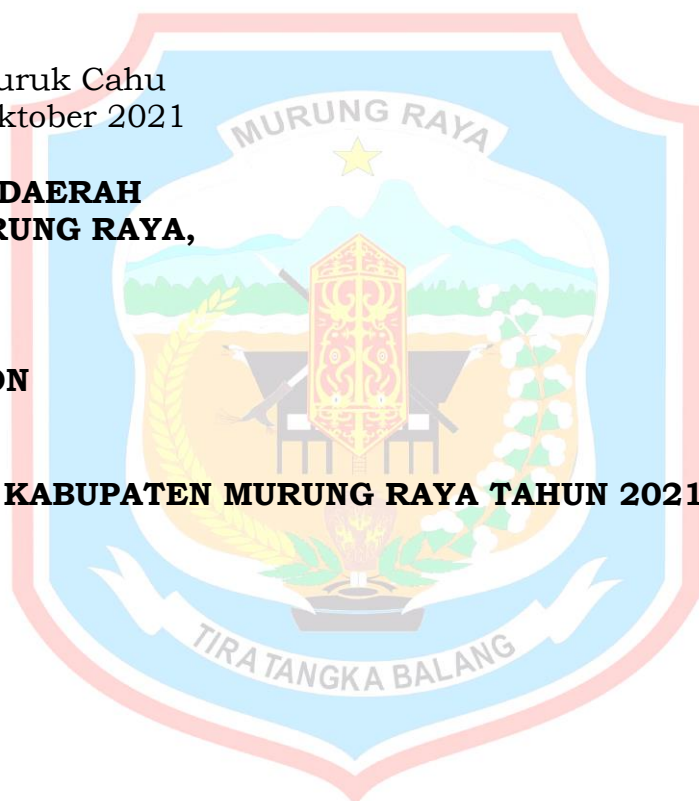 uruk Cahu
ktober 2021
MURUNG RAYA
DAERAH
RUNG RAYA,
ON
KABUPATEN MURUNG RAYA TAHUN 2021
TIRA TANGKA BALANG